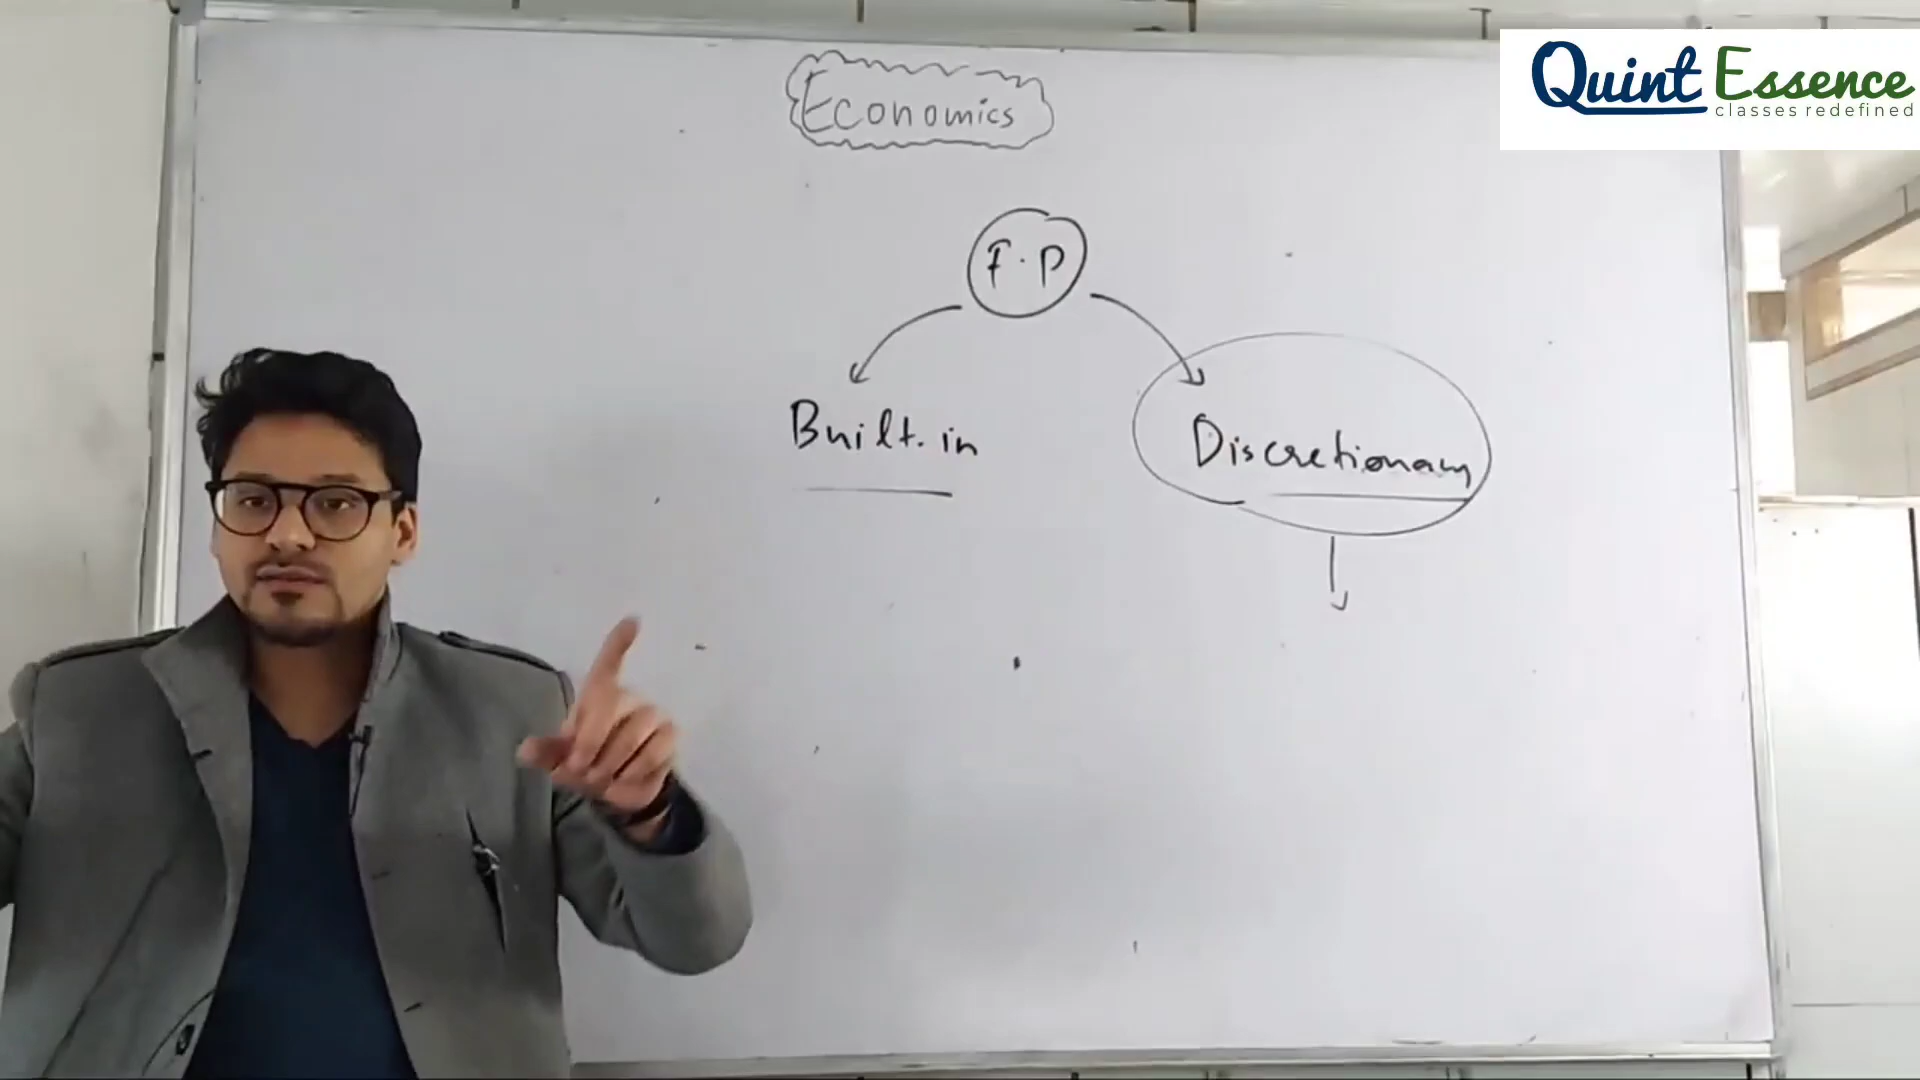 Quint Essence
classes redefined
Economics
F.P
Built.in
Discretionary